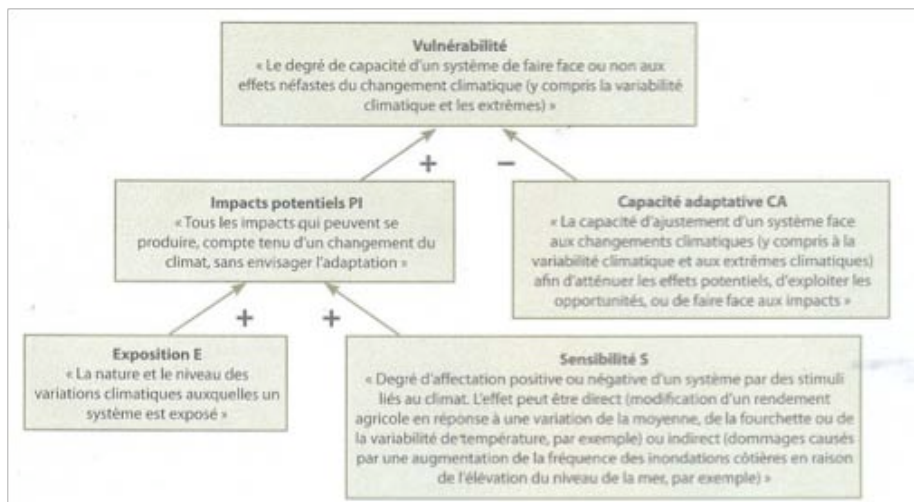 Vulnérabilité
« Le degré de capacité d'un système de faire face ou non aux
effets néfastes du changement climatique (y compris la variabilité
climatique et les extrêmes) »
+
−
Impacts potentiels PI
« Tous les impacts qui peuvent se
produire, compte tenu d'un changement du
climat, sans envisager l'adaptation »
Capacité adaptative CA
« La capacité d'ajustement d'un système face
aux changements climatiques (y compris à la
variabilité climatique et aux extrêmes climatiques)
afin d'atténuer les effets potentiels, d'exploiter les
opportunités, ou de faire face aux impacts »
+
+
Exposition E
« La nature et le niveau des
variations climatiques auxquelles un
système est exposé »
Sensibilité S
« Degré d'affectation positive ou négative d'un système par des stimuli
liés au climat. L'effet peut être direct (modification d'un rendement
agricole en réponse à une variation de la moyenne, de la fourchette ou de
la variabilité de température, par exemple) ou indirect (dommages causés
par une augmentation de la fréquence des inondations côtières en raison
de l'élévation du niveau de la mer, par exemple) »